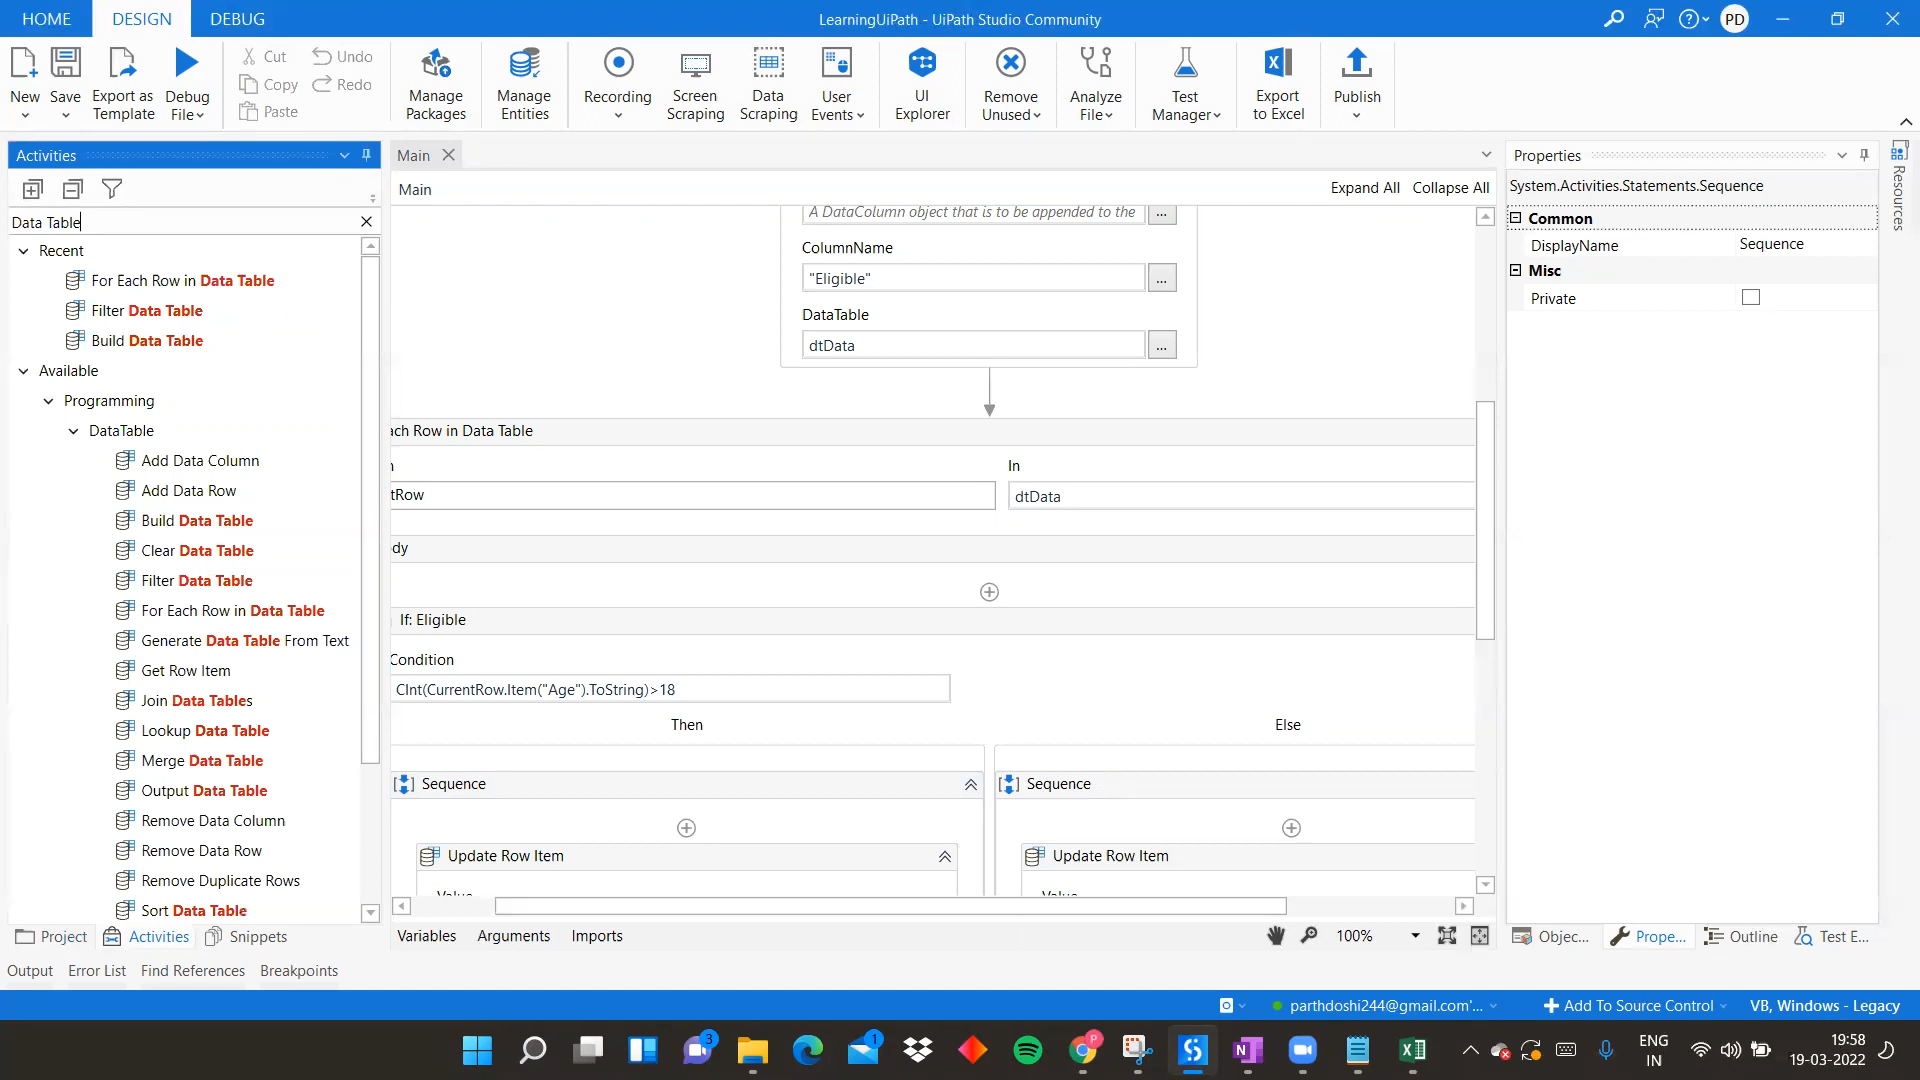 HOME DESIGN DEBUG
LearningUiPath - UiPath Studio Community
PD
New
Save
Export as Template
Debug File
Cut
Copy
Paste
Undo
Redo
Manage Packages
Manage Entities
Recording
Screen Scraping
Data Scraping
User Events
UI Explorer
Remove Unused
Analyze File
Test Manager
Export to Excel
Publish
Activities
Data Table
Recent
For Each Row in Data Table
Filter Data Table
Build Data Table
Available
Programming
DataTable
Add Data Column
Add Data Row
Build Data Table
Clear Data Table
Filter Data Table
For Each Row in Data Table
Generate Data Table From Text
Get Row Item
Join Data Tables
Lookup Data Table
Merge Data Table
Output Data Table
Remove Data Column
Remove Data Row
Remove Duplicate Rows
Sort Data Table
Project Activities Snippets
Main
Main
Expand All Collapse All
A DataColumn object that is to be appended to the
...
ColumnName
"Eligible"
...
DataTable
dtData
...
ach Row in Data Table
In
tRow
dtData
dy
If: Eligible
Condition
CInt(CurrentRow.Item("Age").ToString)>18
Then Else
Sequence
Sequence
Update Row Item
Update Row Item
Variables Arguments Imports
100%
Properties
System.Activities.Statements.Sequence
Common
DisplayName Sequence
Misc
Private
Resources
Objec... Prope... Outline Test E...
Output Error List Find References Breakpoints
parthdoshi244@gmail.com'...
Add To Source Control
VB, Windows - Legacy
3
1
P
ENG
IN
19:58
19-03-2022